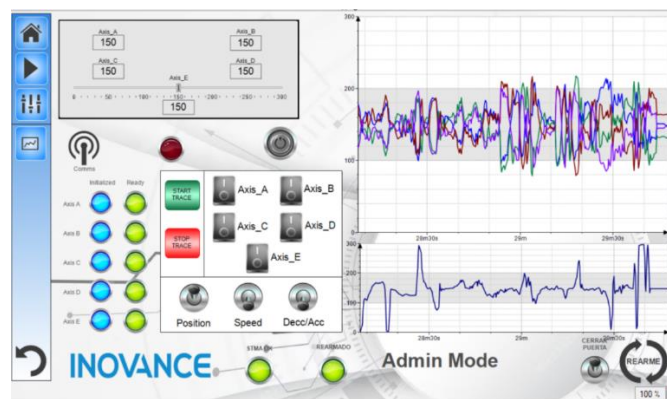 Axis_A
150
Axis_B
150
Axis_C
150
Axis_D
150
Axis_E
0 50 100 150 200 250 300
150
Comms
Initialized Ready
Axis A
Axis B
Axis C
Axis D
Axis E
START
TRACE
STOP
TRACE
Axis_A
Axis_B
Axis_C
Axis_D
Axis_E
Position Speed Decc/Acc
360
200
100
0
28m30s 29m 29m30s
300
200
100
0
28m30s 29m 29m30s
INOVANCE
REARMADO
Admin Mode
CERRAR
PUERTA
REARME
100 %